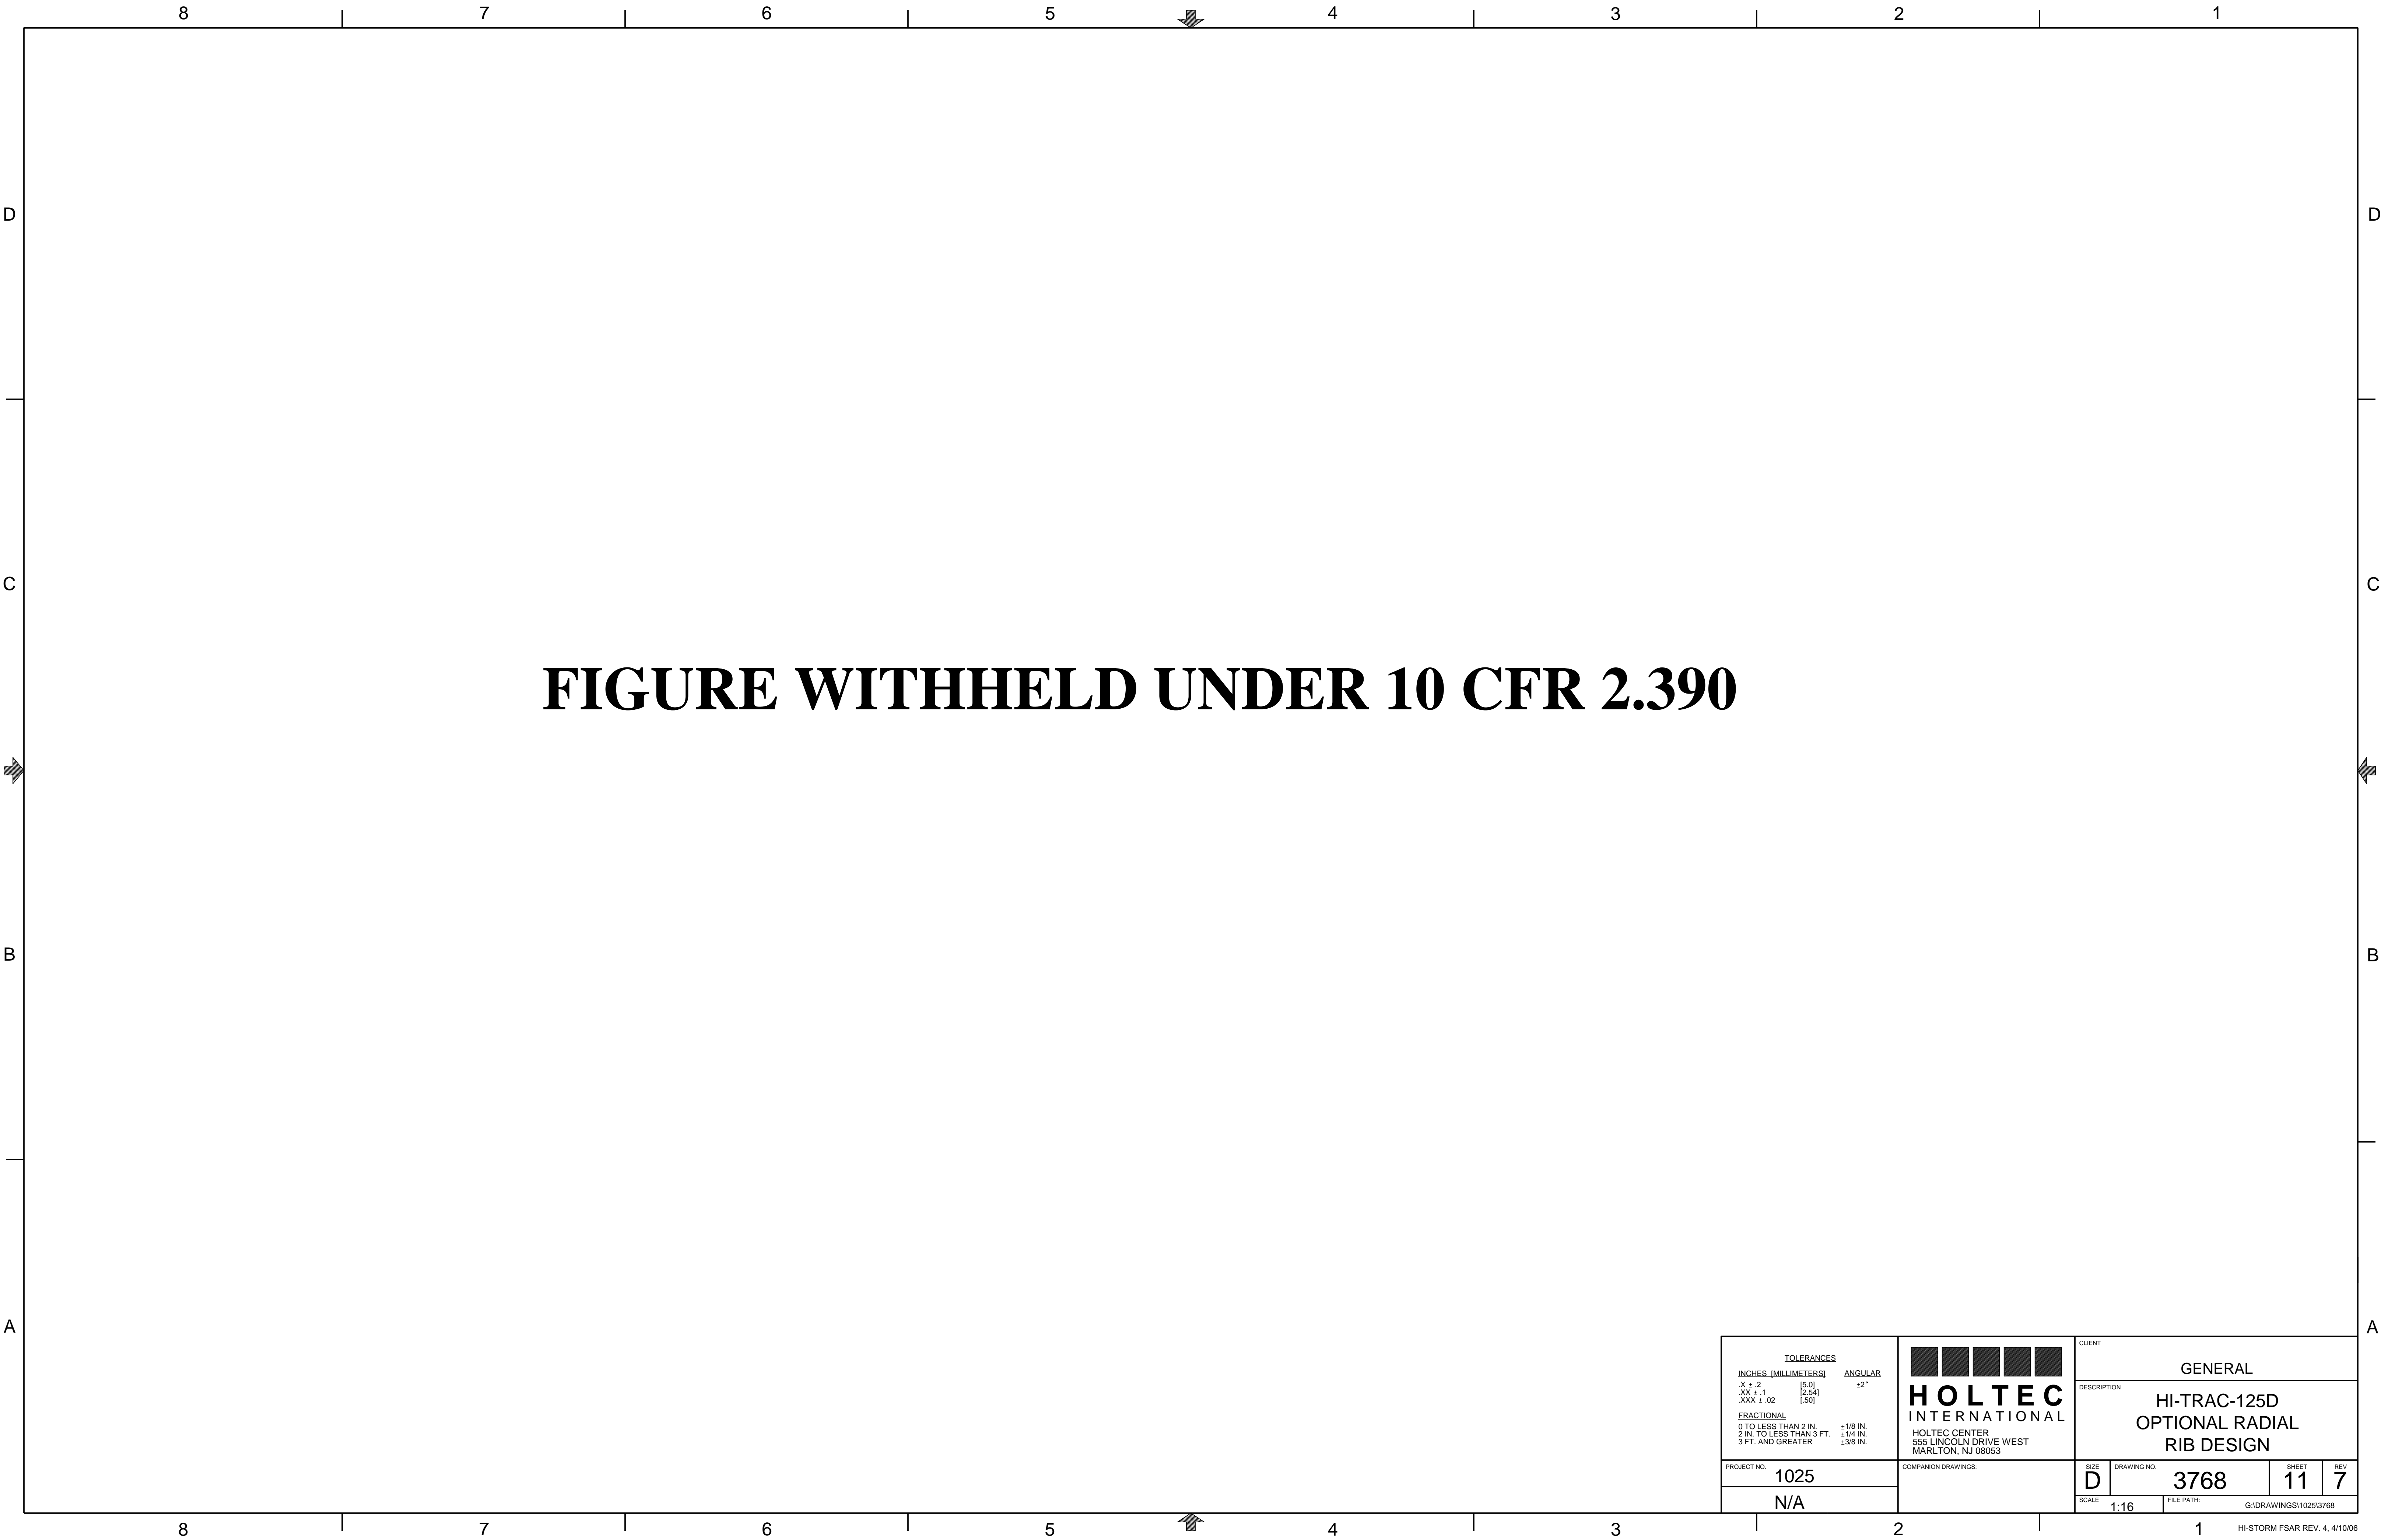 8 7 6 5 4 3 2 1
D D
C C
FIGURE WITHHELD UNDER 10 CFR 2.390
B B
A A
TOLERANCES
INCHES [MILLIMETERS] ANGULAR
.X ± .2 [5.0] ±2°
.XX ± .1 [2.54]
.XXX ± .02 [.50]
FRACTIONAL
0 TO LESS THAN 2 IN. ±1/8 IN.
2 IN. TO LESS THAN 3 FT. ±1/4 IN.
3 FT. AND GREATER ±3/8 IN.
PROJECT NO.
1025
N/A
HOLTEC
INTERNATIONAL
HOLTEC CENTER
555 LINCOLN DRIVE WEST
MARLTON, NJ 08053
COMPANION DRAWINGS:
CLIENT
GENERAL
DESCRIPTION
HI-TRAC-125D
OPTIONAL RADIAL
RIB DESIGN
SIZE DRAWING NO. SHEET REV
D 3768 11 7
SCALE 1:16 FILE PATH: G:\DRAWINGS\1025\3768
8 7 6 5 4 3 2 1
HI-STORM FSAR REV. 4, 4/10/06